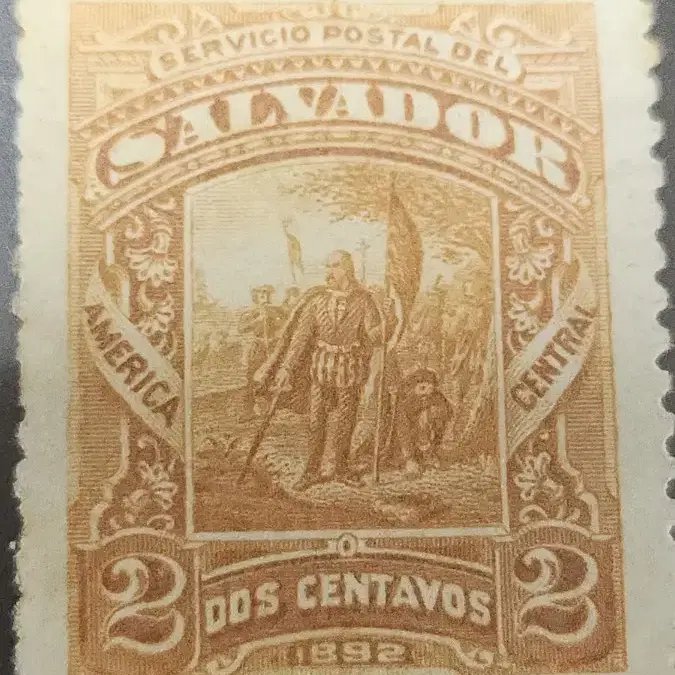 SERVICIO POSTAL DEL
SALVADOR
AMERICA
CENTRAL
2
DOS CENTAVOS
2
1892